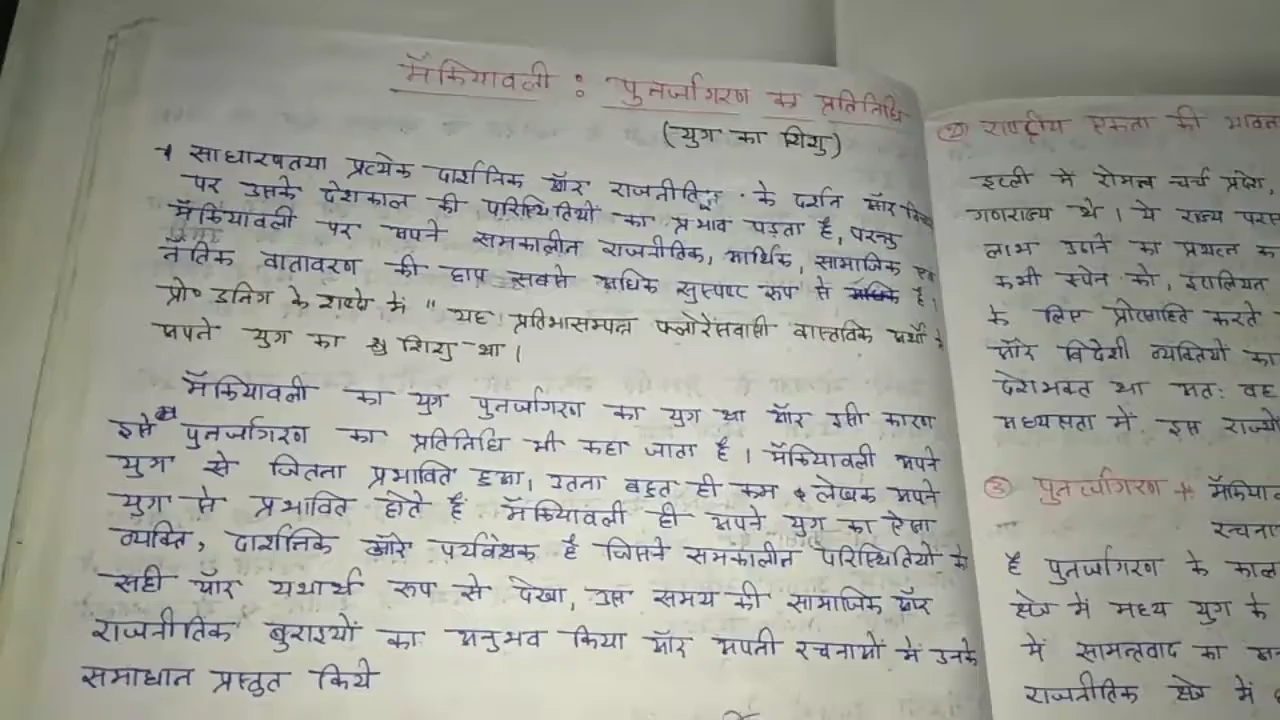 मैकियावली : पुनर्जागरण का प्रतिनिधि
(युग का शिशु)
साधारणतया प्रत्येक दार्शनिक और राजनीतिज्ञ के दर्शन और
पर उसके देशकाल की परिस्थितियों का प्रभाव पड़ता है, परन्तु
मैकियावली पर अपने समकालीन राजनीतिक, आर्थिक, सामाजिक एवं
नैतिक वातावरण की छाप सबसे अधिक सुस्पष्ट रूप से है।
प्रो० डनिंग के शब्दों में " यह प्रतिभासम्पन्न फ्लोरेंसवासी वास्तविक अर्थों में
अपने युग का शिशु था।
मैकियावली का युग पुनर्जागरण का युग था और इसी कारण
इसे पुनर्जागरण का प्रतिनिधि भी कहा जाता है। मैकियावली अपने
युग से जितना प्रभावित हुआ, उतना बहुत ही कम लेखक अपने
युग से प्रभावित होते हैं मैकियावली ही अपने युग का ऐसा
व्यक्ति, दार्शनिक और पर्यवेक्षक है जिसने समकालीन परिस्थितियों को
सही और यथार्थ रूप से देखा, उस समय की सामाजिक और
राजनीतिक बुराइयों का अनुभव किया और अपनी रचनाओं में उनके
समाधान प्रस्तुत किये
② राष्ट्रीय एकता की भावना
इटली में रोमन चर्च प्रदेश,
गणराज्य थे। ये राज्य
लाभ उठाने का प्रयत्न
कभी स्पेन को,
के लिए प्रोत्साहित करते
और विदेशी व्यक्तियों का
देशभक्त था अतः वह
मध्यसता में इस राज्यो
③ पुनर्जागरण →
रचना
है पुनर्जागरण के काल
क्षेत्र में मध्य युग के
में सामन्तवाद का
राजनीतिक क्षेत्र में